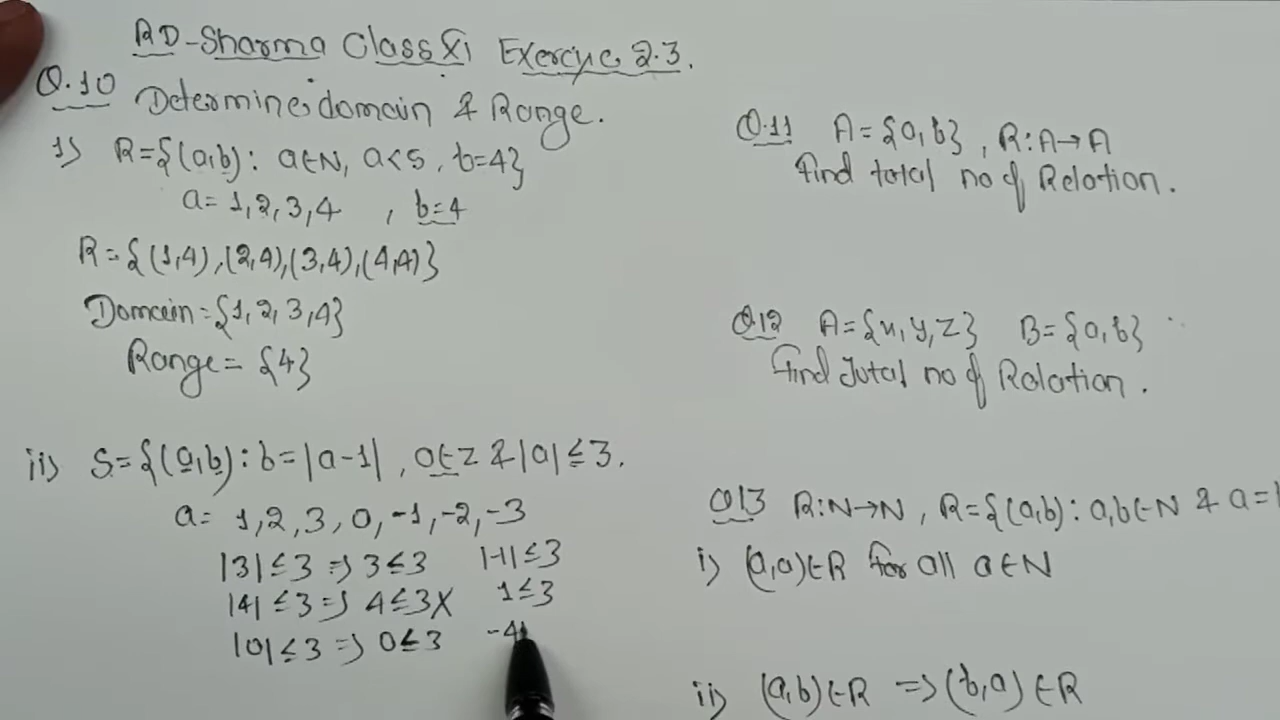 RD-Sharma Class XI Exercise 2.3.
Q.10 Determine domain & Range.
i) R={(a,b): a∈N, a<5, b=4}
a= 1,2,3,4 , b=4
R={(1,4),(2,4),(3,4),(4,4)}
Domain={1,2,3,4}
Range= {4}
ii) S={(a,b): b=|a-1|, a∈Z & |a|≤3.
a= 1,2,3,0,-1,-2,-3
|3|≤3 => 3≤3
|4|≤3 => 4≤3X
|0|≤3 => 0≤3
|-1|≤3
1≤3
-4
Q.11 A={a,b}, R:A→A
Find total no of Relation.
Q.12 A={x,y,z} B={a,b}
Find Total no of Relation.
Q13 R:N→N, R={(a,b): a,b∈N & a=
i) (a,a)∈R for all a∈N
ii) (a,b)∈R => (b,a)∈R